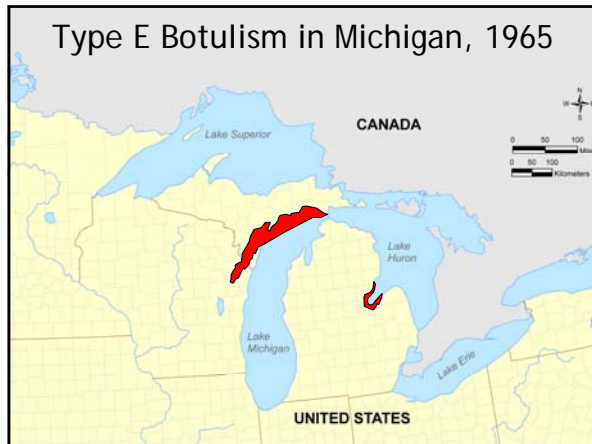 Type E Botulism in Michigan, 1965
N
W
S
Lake Superior
CANADA
0 50 100
0 50 100
Kilometers
Lake
Huron
Lake
Michigan
Lake Erie
UNITED STATES